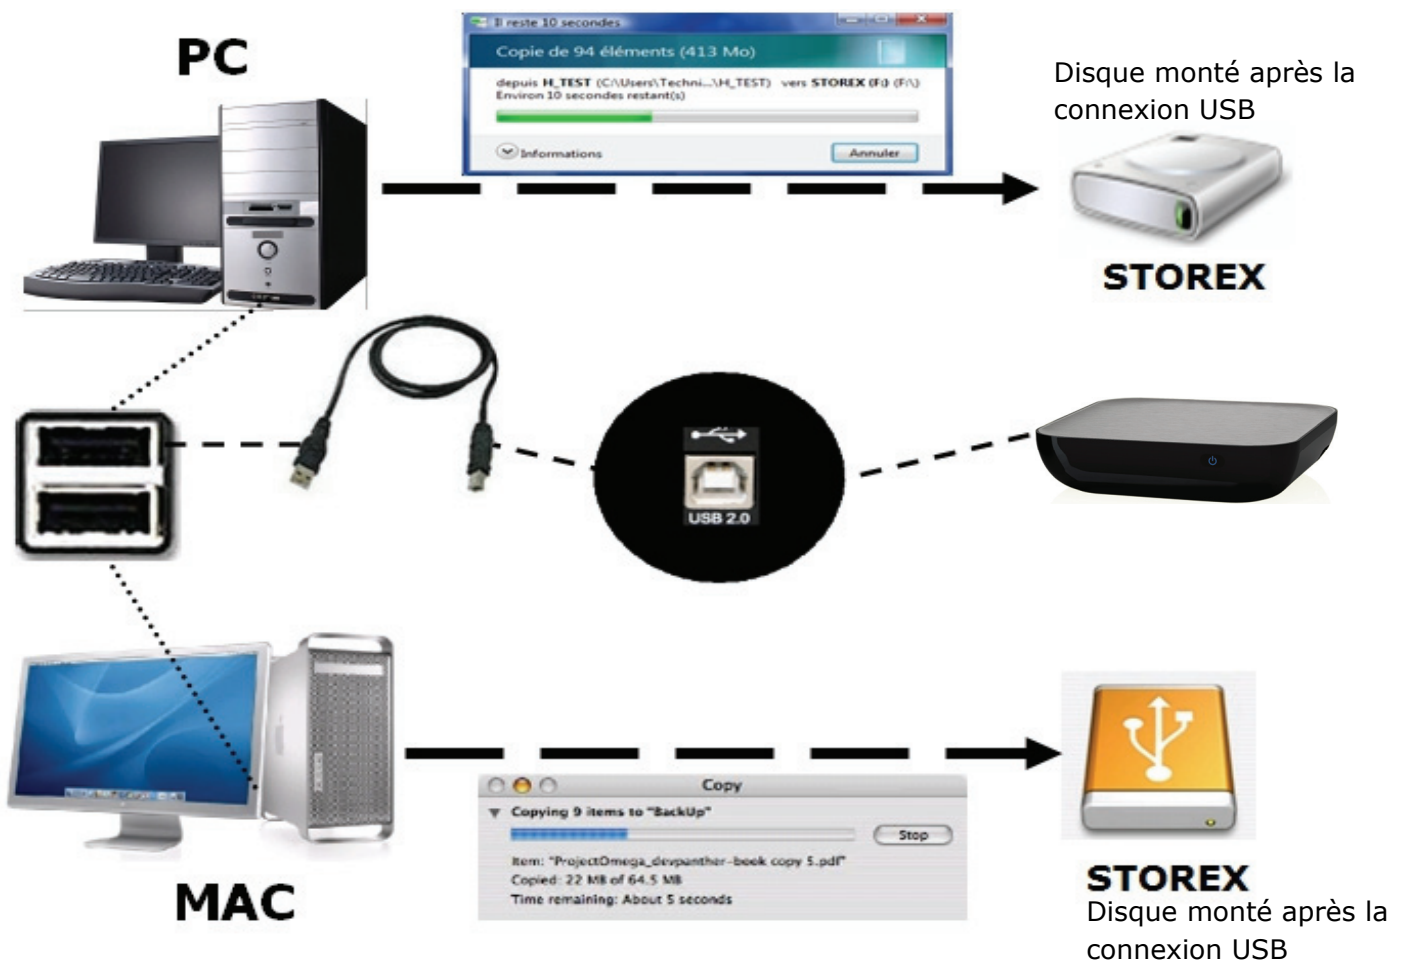 PC
Il reste 10 secondes
Copie de 94 éléments (413 Mo)
depuis H_TEST (C:\Users\Techni...\H_TEST) vers STOREX (F:) (F:\)
Environ 10 secondes restant(s)
Informations
Annuler
Disque monté après la
connexion USB
STOREX
USB 2.0
MAC
Copy
Copying 9 items to "BackUp"
Stop
Item: "ProjectOmega_devpanther-book copy 5.pdf"
Copied: 22 MB of 64.5 MB
Time remaining: About 5 seconds
STOREX
Disque monté après la
connexion USB